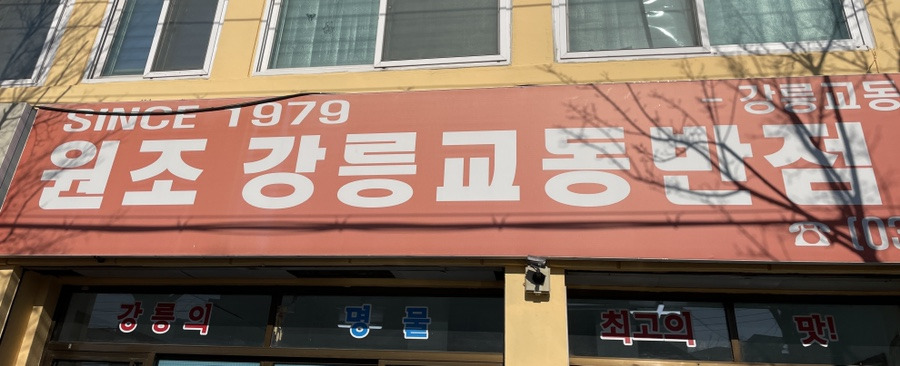 SINCE 1979
- 강릉교동
원조 강릉교동반점
☎ (03
강릉의 명물 최고의 맛!